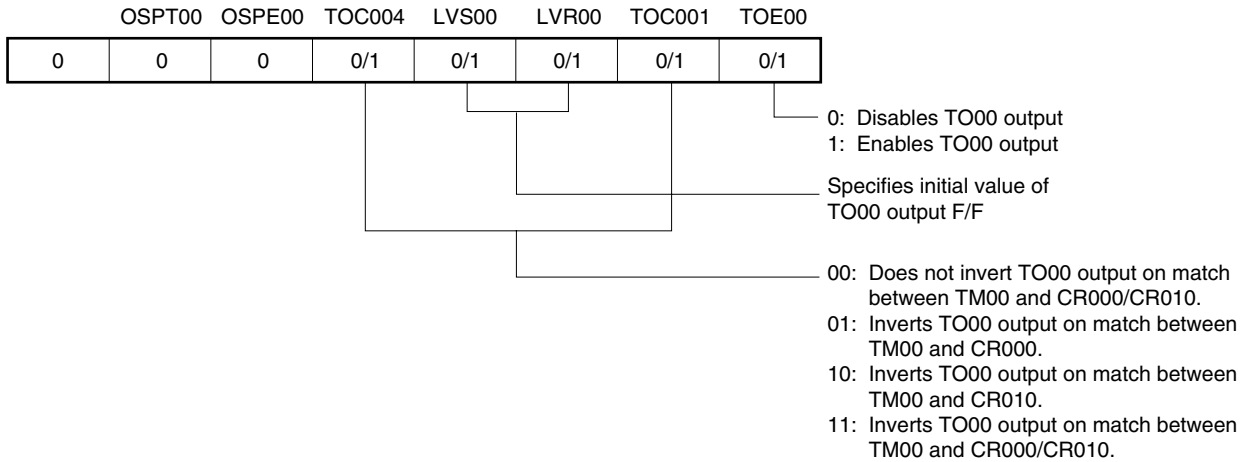 OSPT00 OSPE00 TOC004 LVS00 LVR00 TOC001 TOE00
0 0 0 0/1 0/1 0/1 0/1 0/1
0: Disables TO00 output
1: Enables TO00 output
Specifies initial value of
TO00 output F/F
00: Does not invert TO00 output on match
between TM00 and CR000/CR010.
01: Inverts TO00 output on match between
TM00 and CR000.
10: Inverts TO00 output on match between
TM00 and CR010.
11: Inverts TO00 output on match between
TM00 and CR000/CR010.